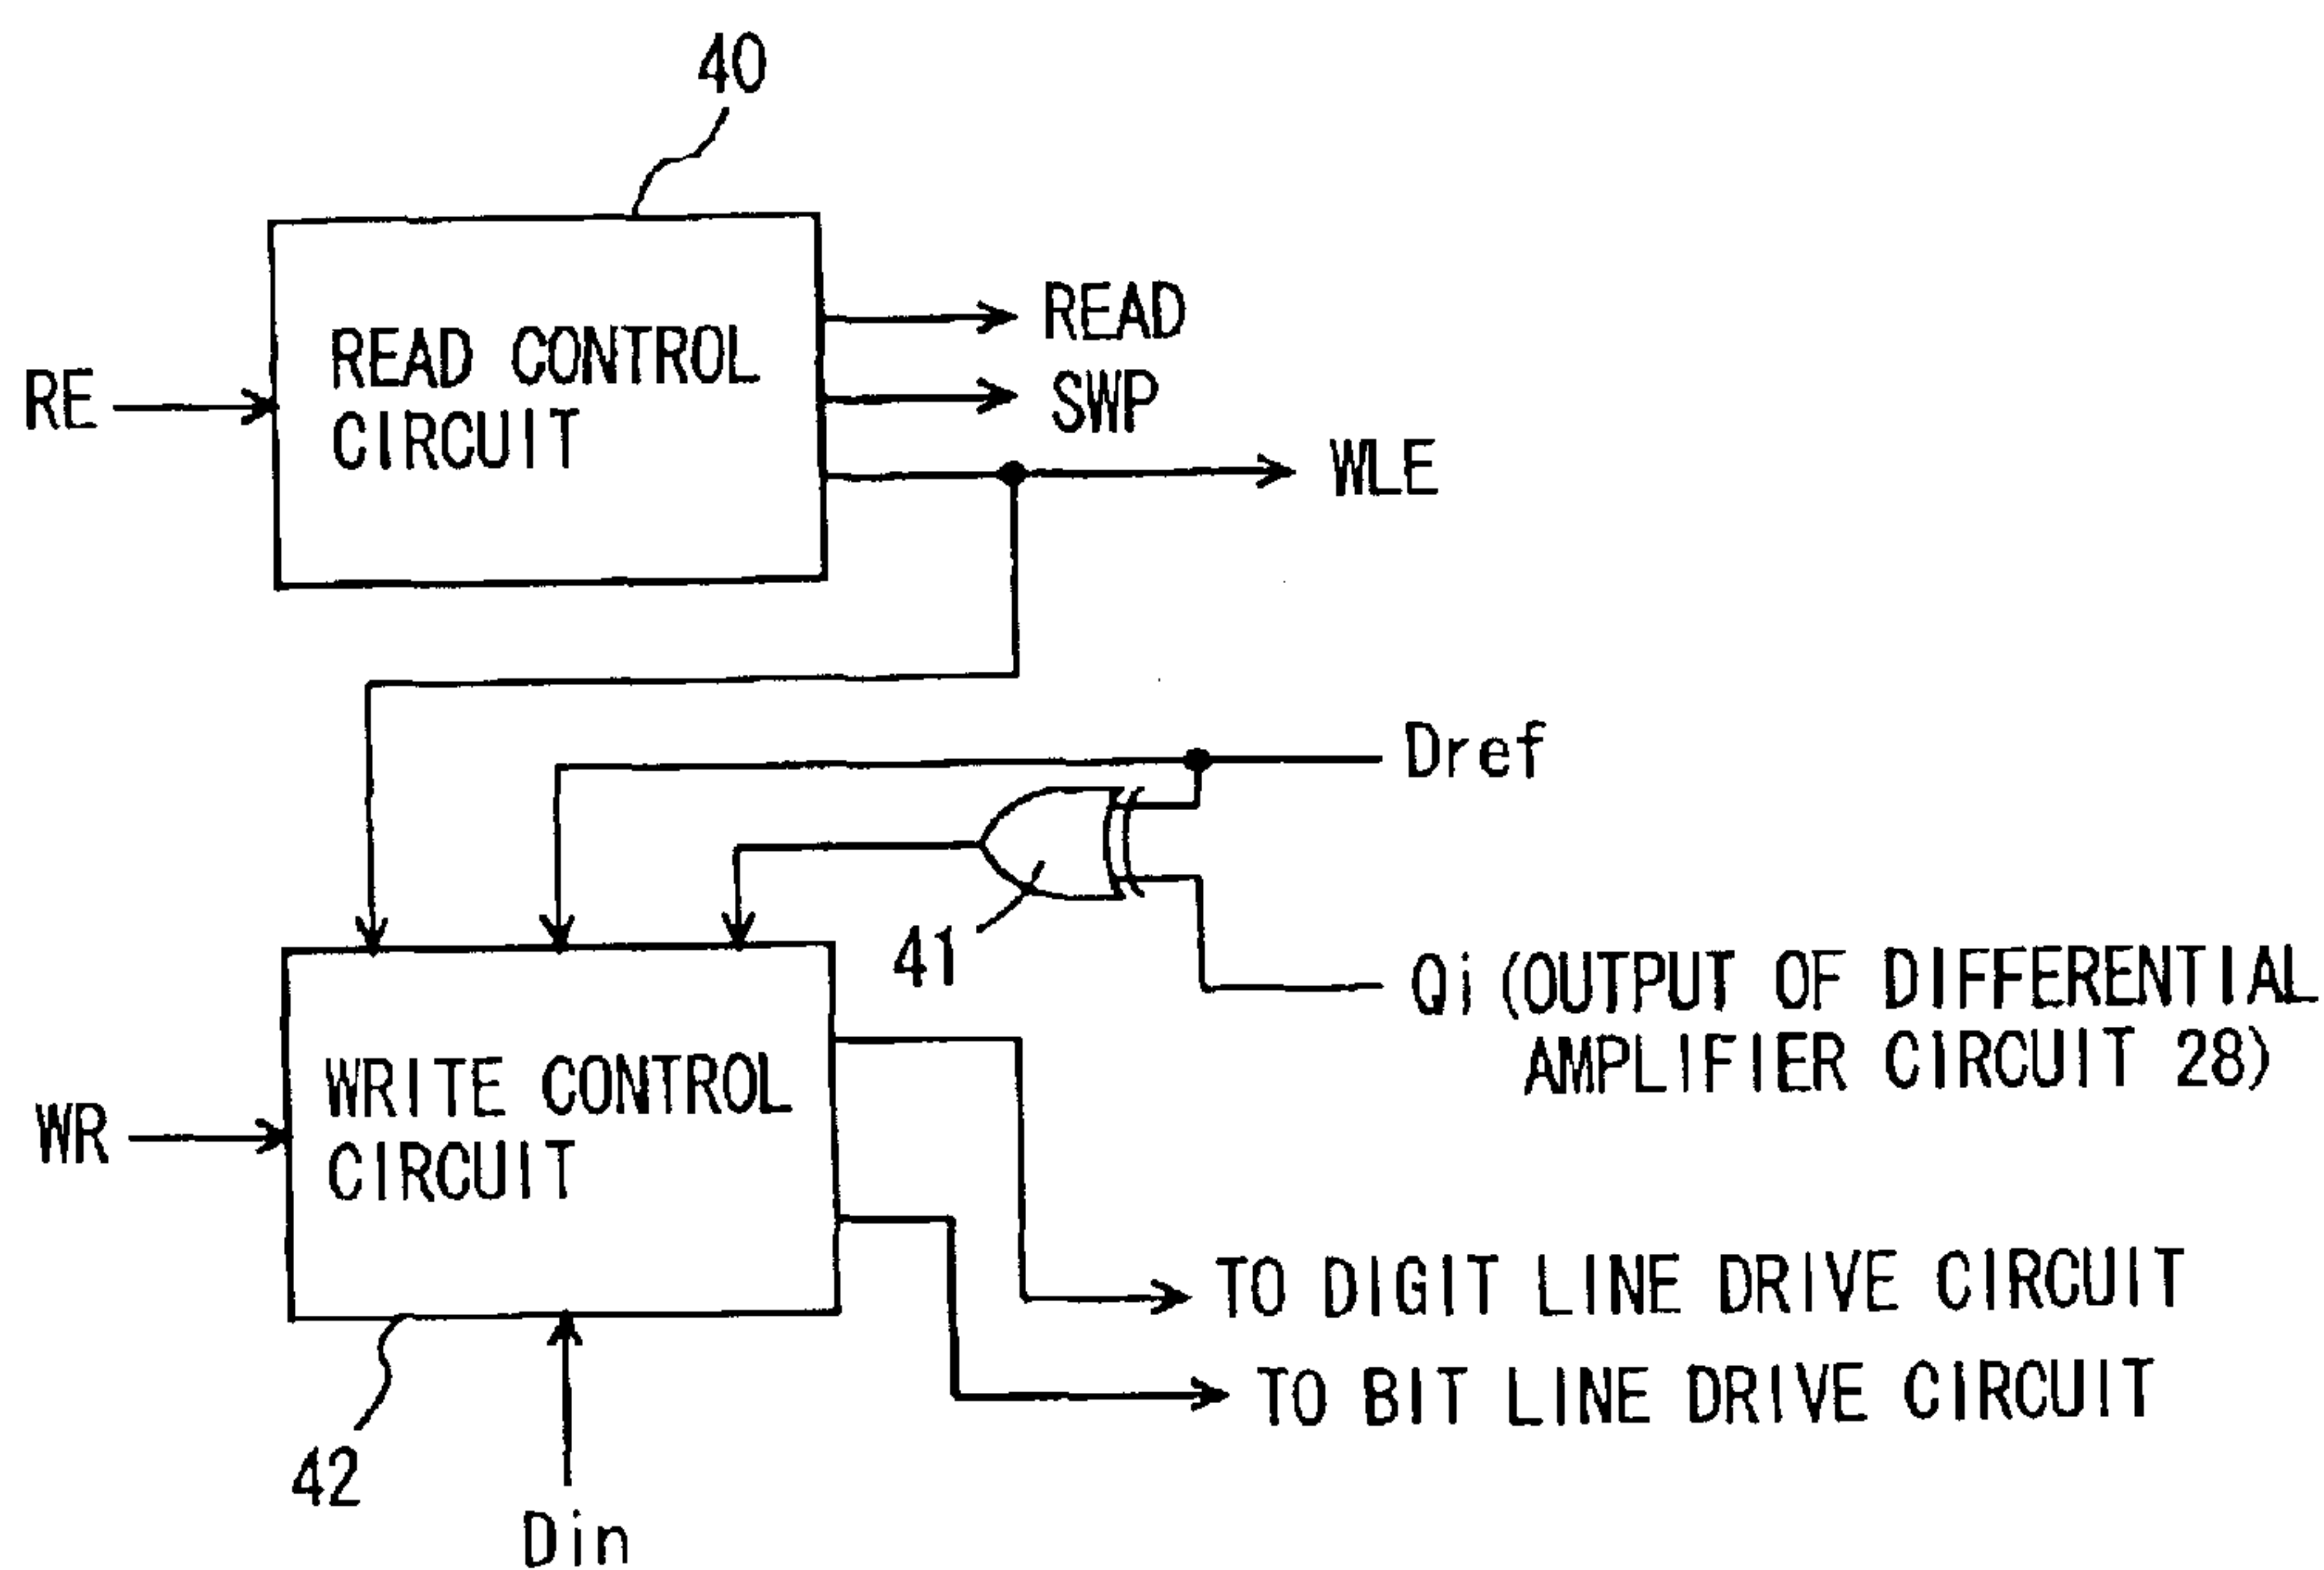 40
READ CONTROL
CIRCUIT
RE
READ
SWP
WLE
Dref
41
Qi (OUTPUT OF DIFFERENTIAL
AMPLIFIER CIRCUIT 28)
WRITE CONTROL
CIRCUIT
WR
TO DIGIT LINE DRIVE CIRCUIT
TO BIT LINE DRIVE CIRCUIT
42
Din